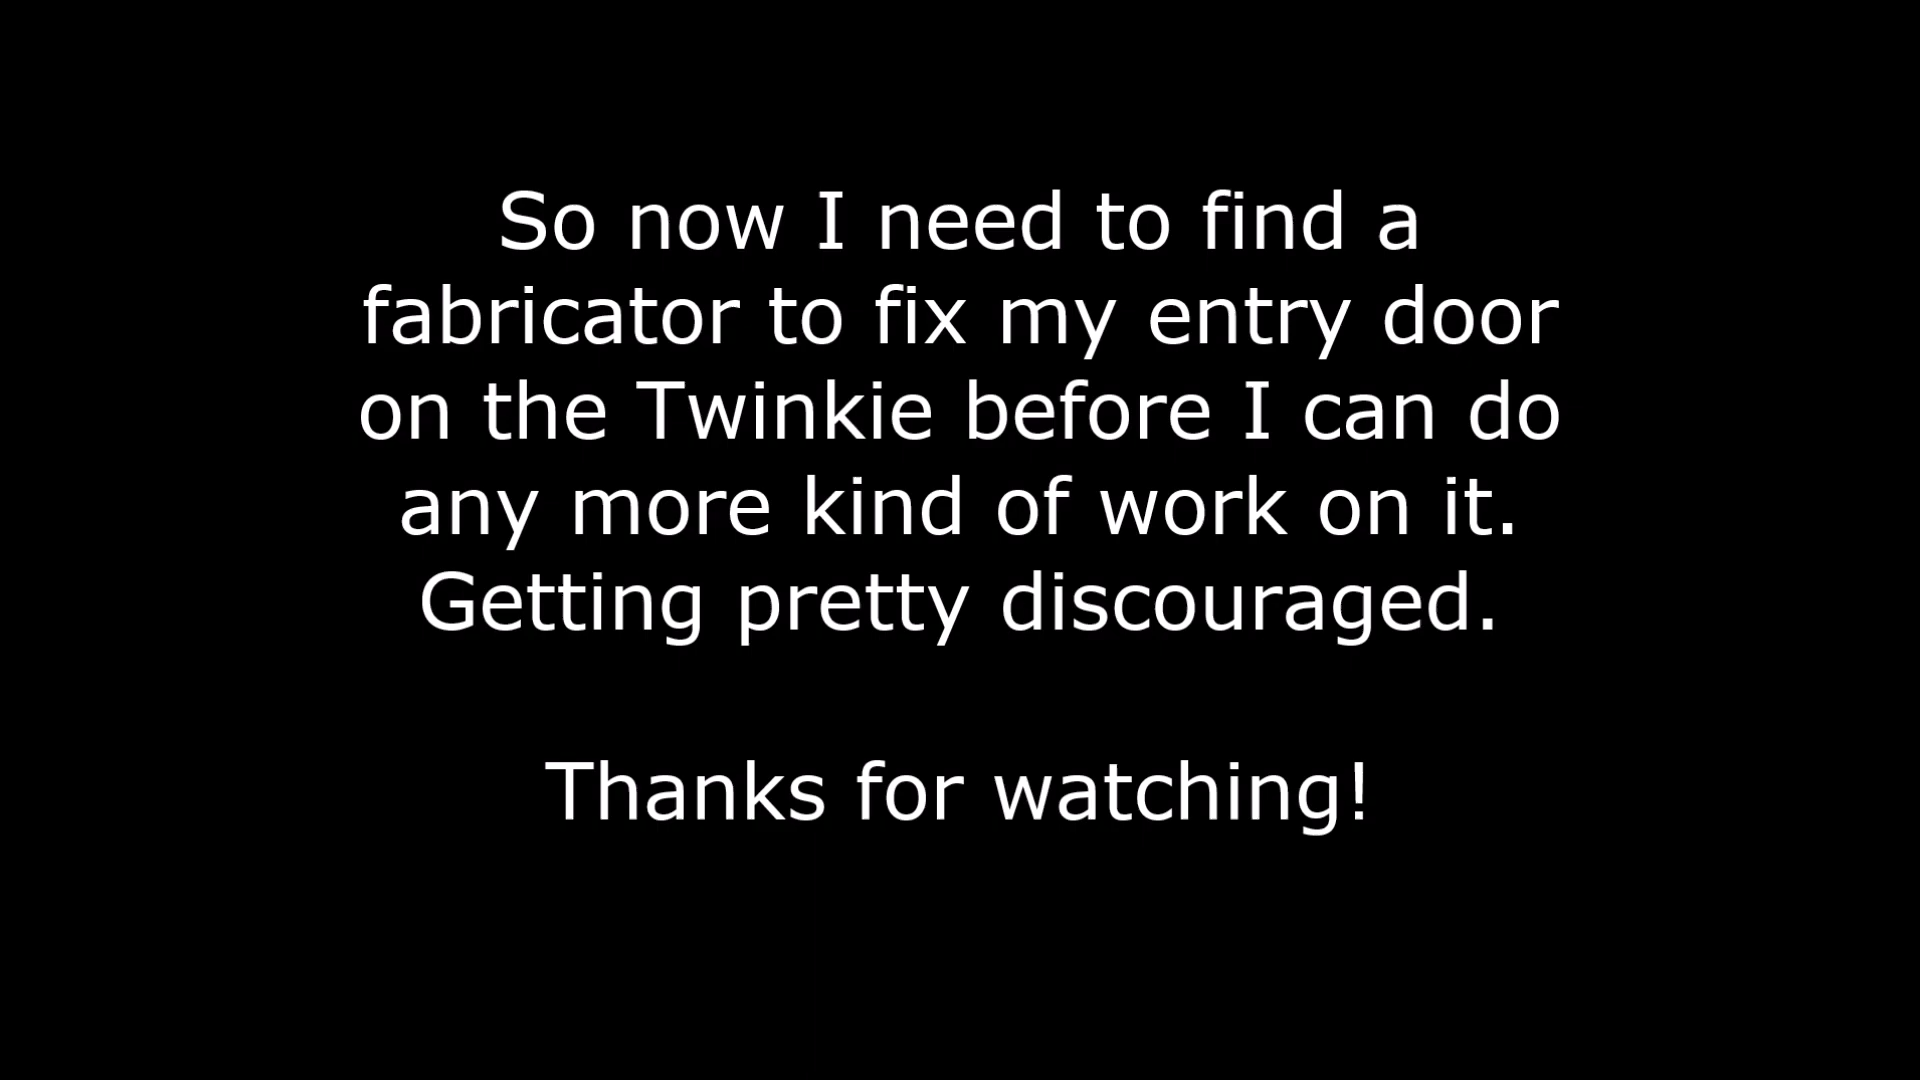 So now I need to find a
fabricator to fix my entry door
on the Twinkie before I can do
any more kind of work on it.
Getting pretty discouraged.
Thanks for watching!